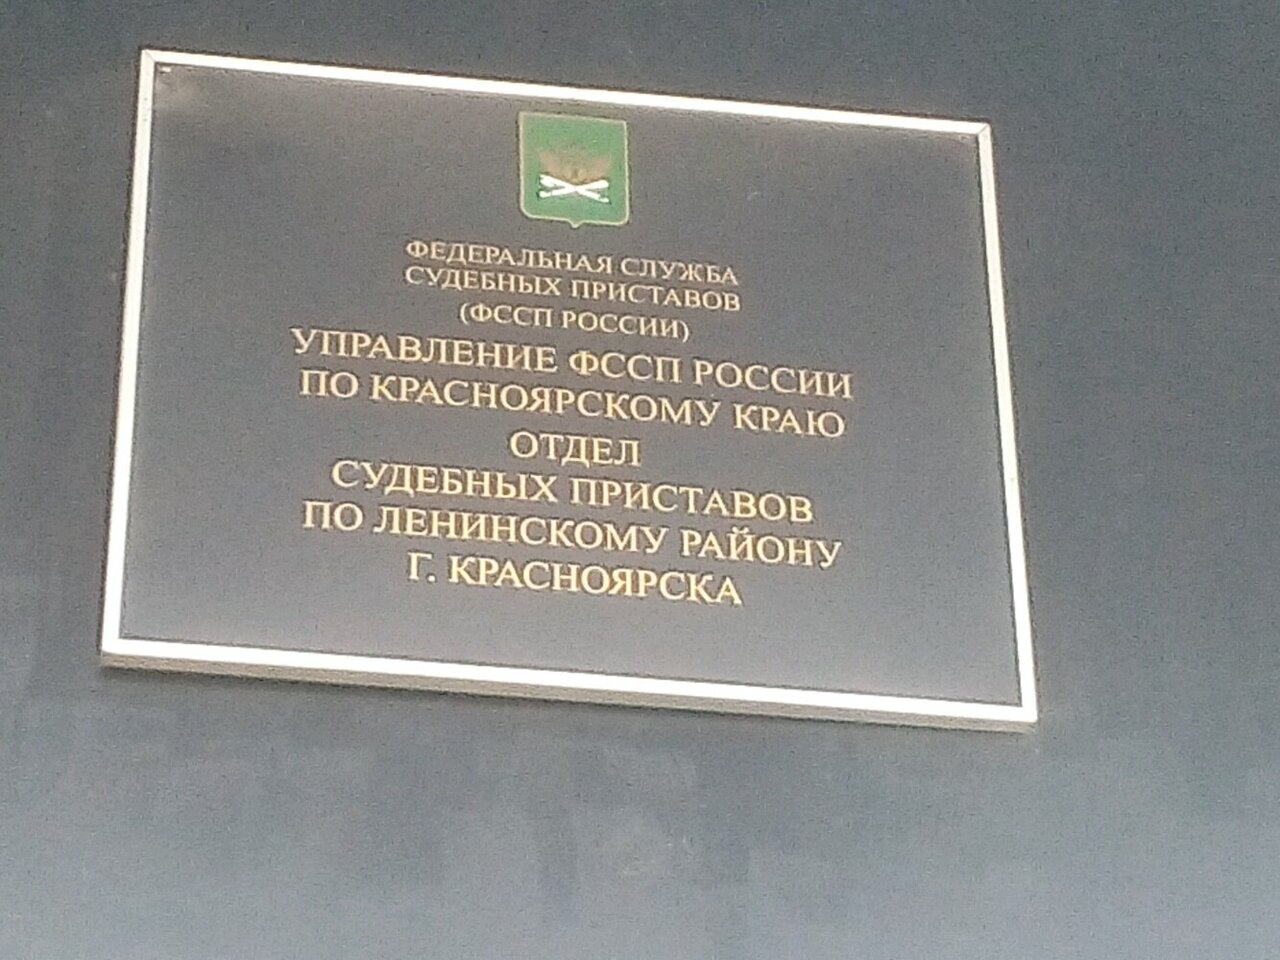 ФЕДЕРАЛЬНАЯ СЛУЖБА
СУДЕБНЫХ ПРИСТАВОВ
(ФССП РОССИИ)
УПРАВЛЕНИЕ ФССП РОССИИ
ПО КРАСНОЯРСКОМУ КРАЮ
ОТДЕЛ
СУДЕБНЫХ ПРИСТАВОВ
ПО ЛЕНИНСКОМУ РАЙОНУ
Г. КРАСНОЯРСКА